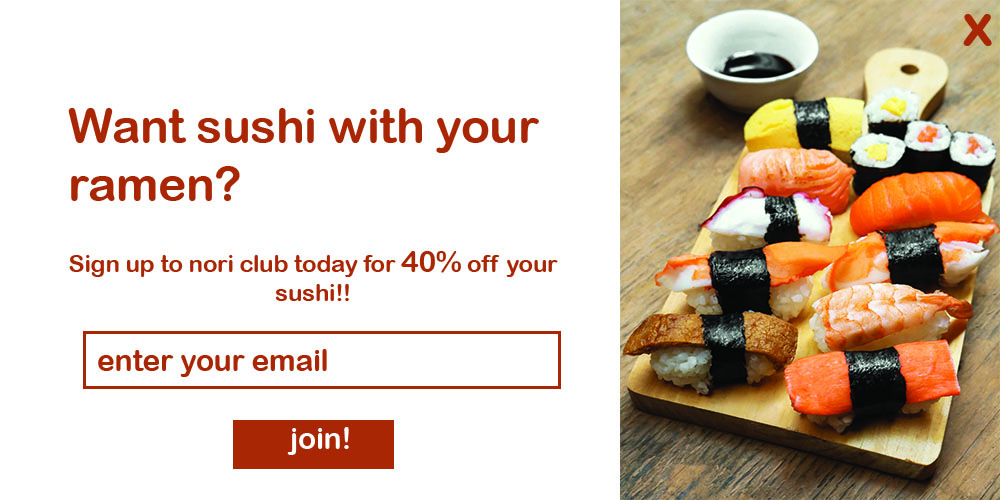 X
Want sushi with your
ramen?
Sign up to nori club today for 40% off your
sushi!!
enter your email
join!